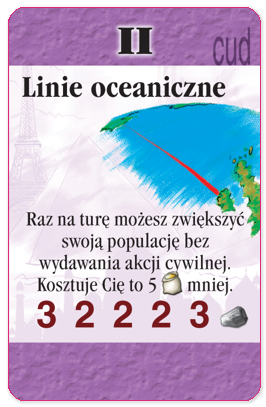 II
cud
Linie oceaniczne
Raz na turę możesz zwiększyć
swoją populację bez
wydawania akcji cywilnej.
Kosztuje Cię to 5 mniej.
3 2 2 2 3